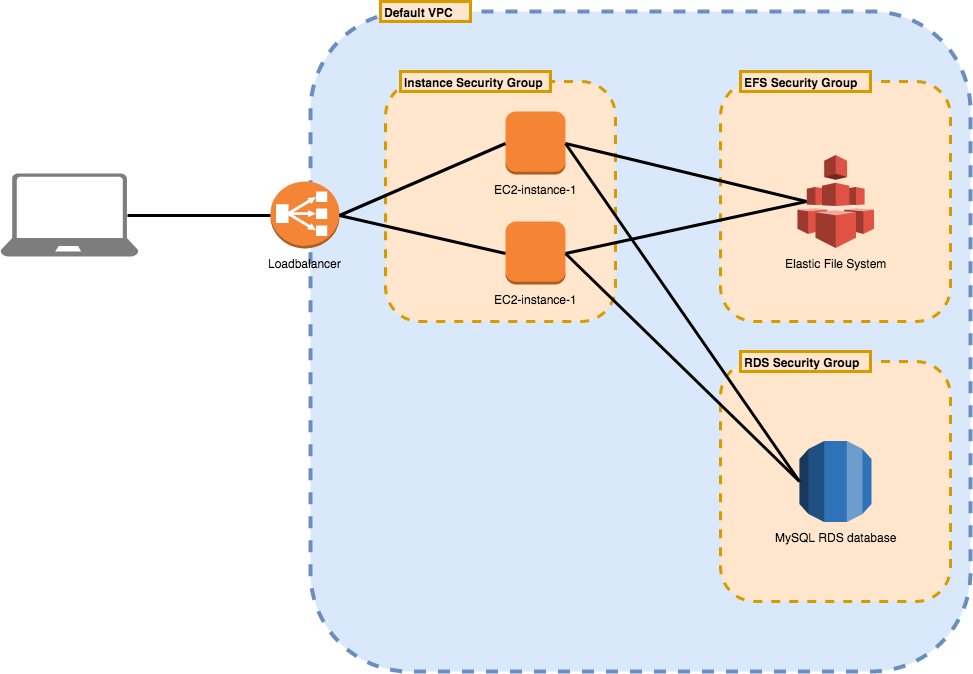 Default VPC
Instance Security Group
EFS Security Group
EC2-instance-1
Loadbalancer
Elastic File System
EC2-instance-1
RDS Security Group
MySQL RDS database